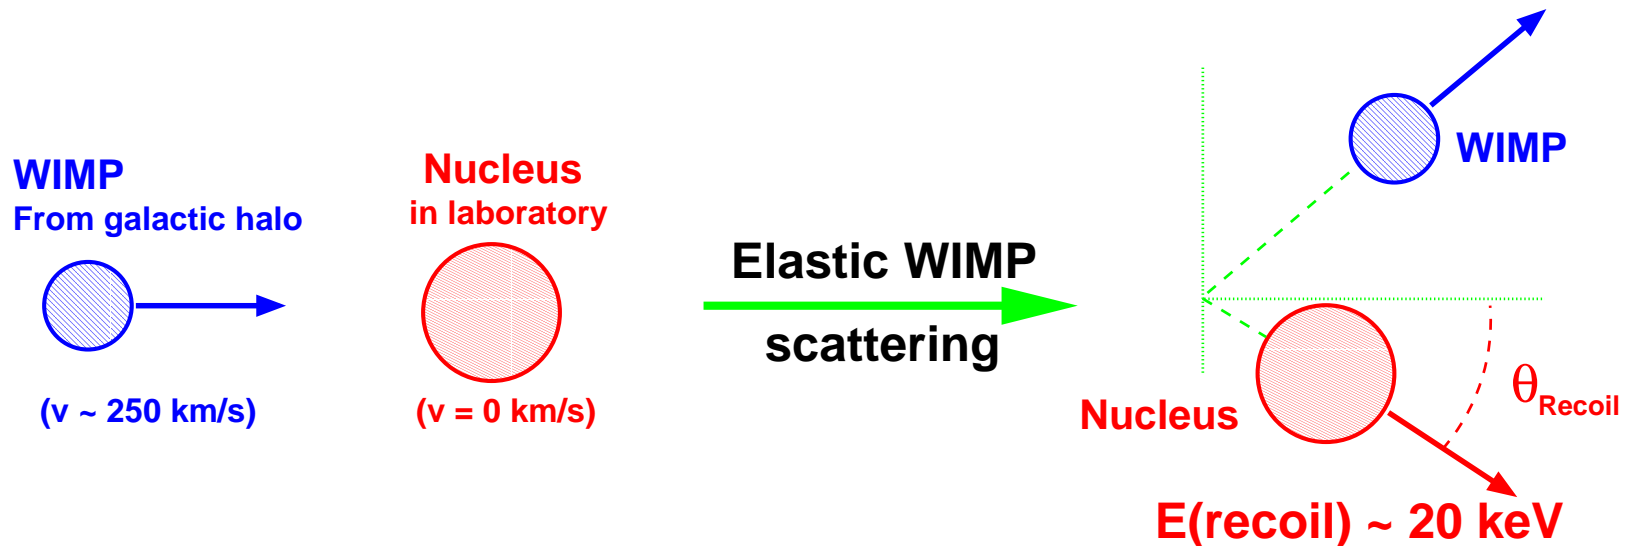 WIMP
From galactic halo
(v ~ 250 km/s)
Nucleus
in laboratory
(v = 0 km/s)
Elastic WIMP
scattering
WIMP
Nucleus
θRecoil
E(recoil) ~ 20 keV